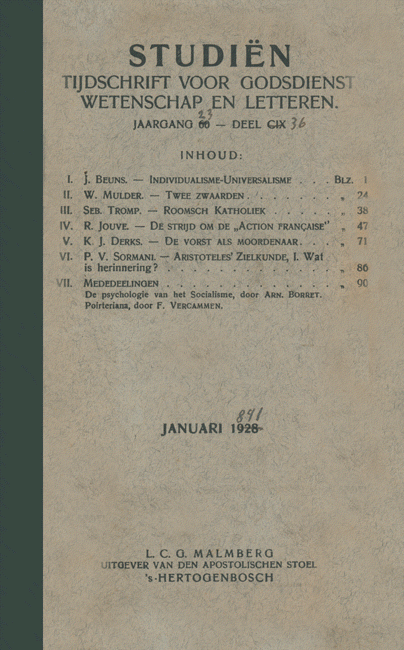 STUDIËN
TIJDSCHRIFT VOOR GODSDIENST
WETENSCHAP EN LETTEREN.
23
JAARGANG 60 — DEEL CIX 36
INHOUD:
I. J. BEUNS. — INDIVIDUALISME-UNIVERSALISME . . . BLZ. 1
II. W. MULDER. — TWEE ZWAARDEN . . . . . . . „ 24
III. SEB. TROMP. — ROOMSCH KATHOLIEK . . . . . . „ 38
IV. R. JOUVE. — DE STRIJD OM DE „ACTION FRANÇAISE” „ 47
V. K. J. DERKS. — DE VORST ALS MOORDENAAR. . . „ 71
VI. P. V. SORMANI. — ARISTOTELES' ZIELKUNDE, I. Wat
is herinnering? . . . . . . . . . . . . . „ 86
VII. MEDEDEELINGEN . . . . . . . . . . . . . „ 90
De psychologie van het Socialisme, door ARN. BORRET.
Poirteriana, door F. VERCAMMEN.
891
JANUARI 1928
L. C. G. MALMBERG
UITGEVER VAN DEN APOSTOLISCHEN STOEL
's-HERTOGENBOSCH